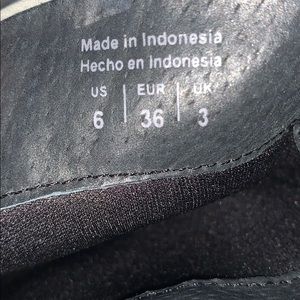 Made in Indonesia
Hecho en Indonesia
US | EUR | UK
6 | 36 | 3